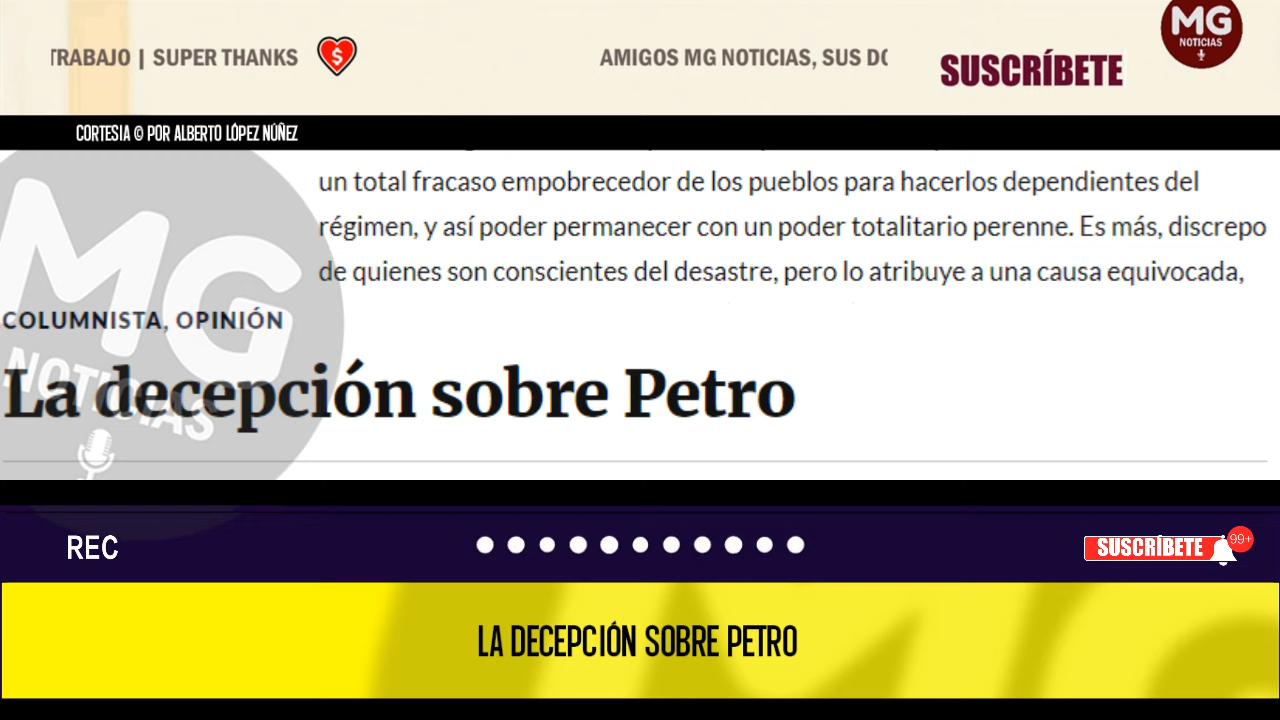 TRABAJO | SUPER THANKS
AMIGOS MG NOTICIAS, SUS
SUSCRÍBETE
MG
NOTICIAS
CORTESIA © POR ALBERTO LÓPEZ NÚÑEZ
un total fracaso empobrecedor de los pueblos para hacerlos dependientes del
régimen, y así poder permanecer con un poder totalitario perenne. Es más, discrepo
de quienes son conscientes del desastre, pero lo atribuye a una causa equivocada,
MG
NOTICIAS
COLUMNISTA, OPINIÓN
La decepción sobre Petro
REC
SUSCRÍBETE
99+
LA DECEPCIÓN SOBRE PETRO